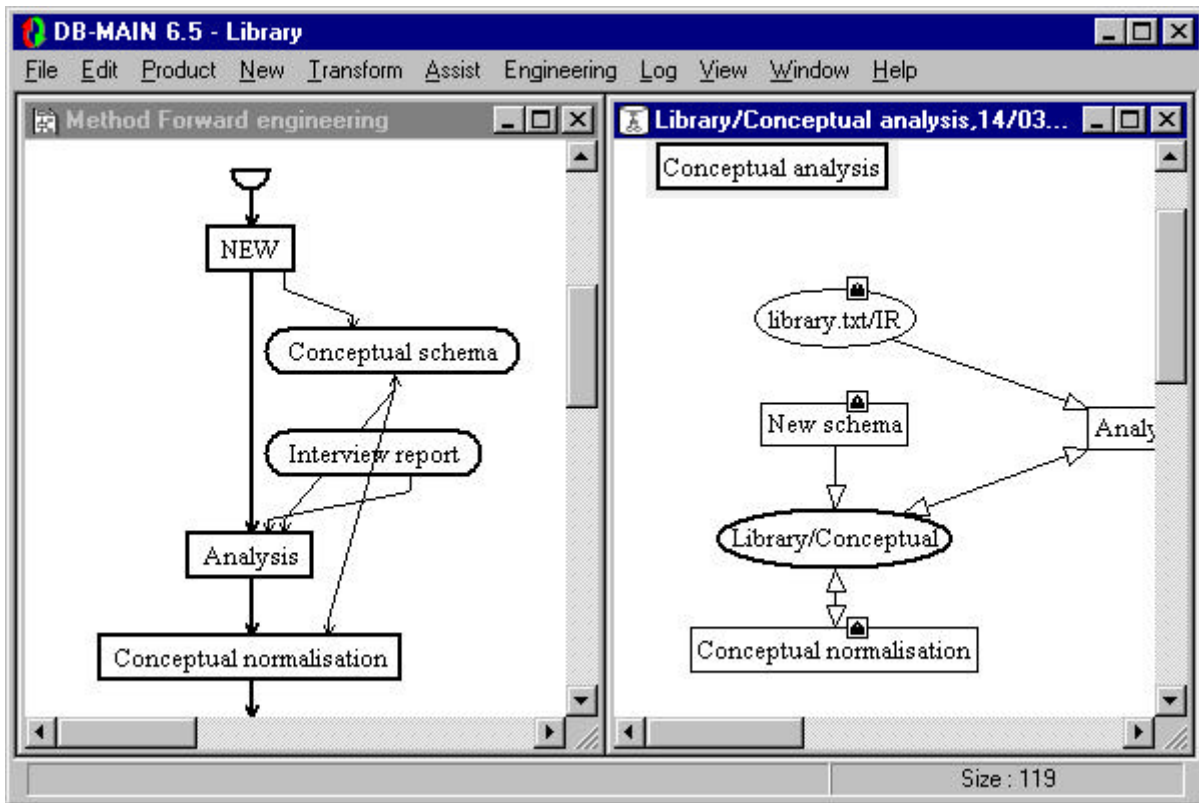 DB-MAIN 6.5 - Library
File Edit Product New Transform Assist Engineering Log View Window Help
Method Forward engineering
NEW
Conceptual schema
Interview report
Analysis
Conceptual normalisation
Library/Conceptual analysis,14/03...
Conceptual analysis
library.txt/IR
New schema
Analy
Library/Conceptual
Conceptual normalisation
Size : 119